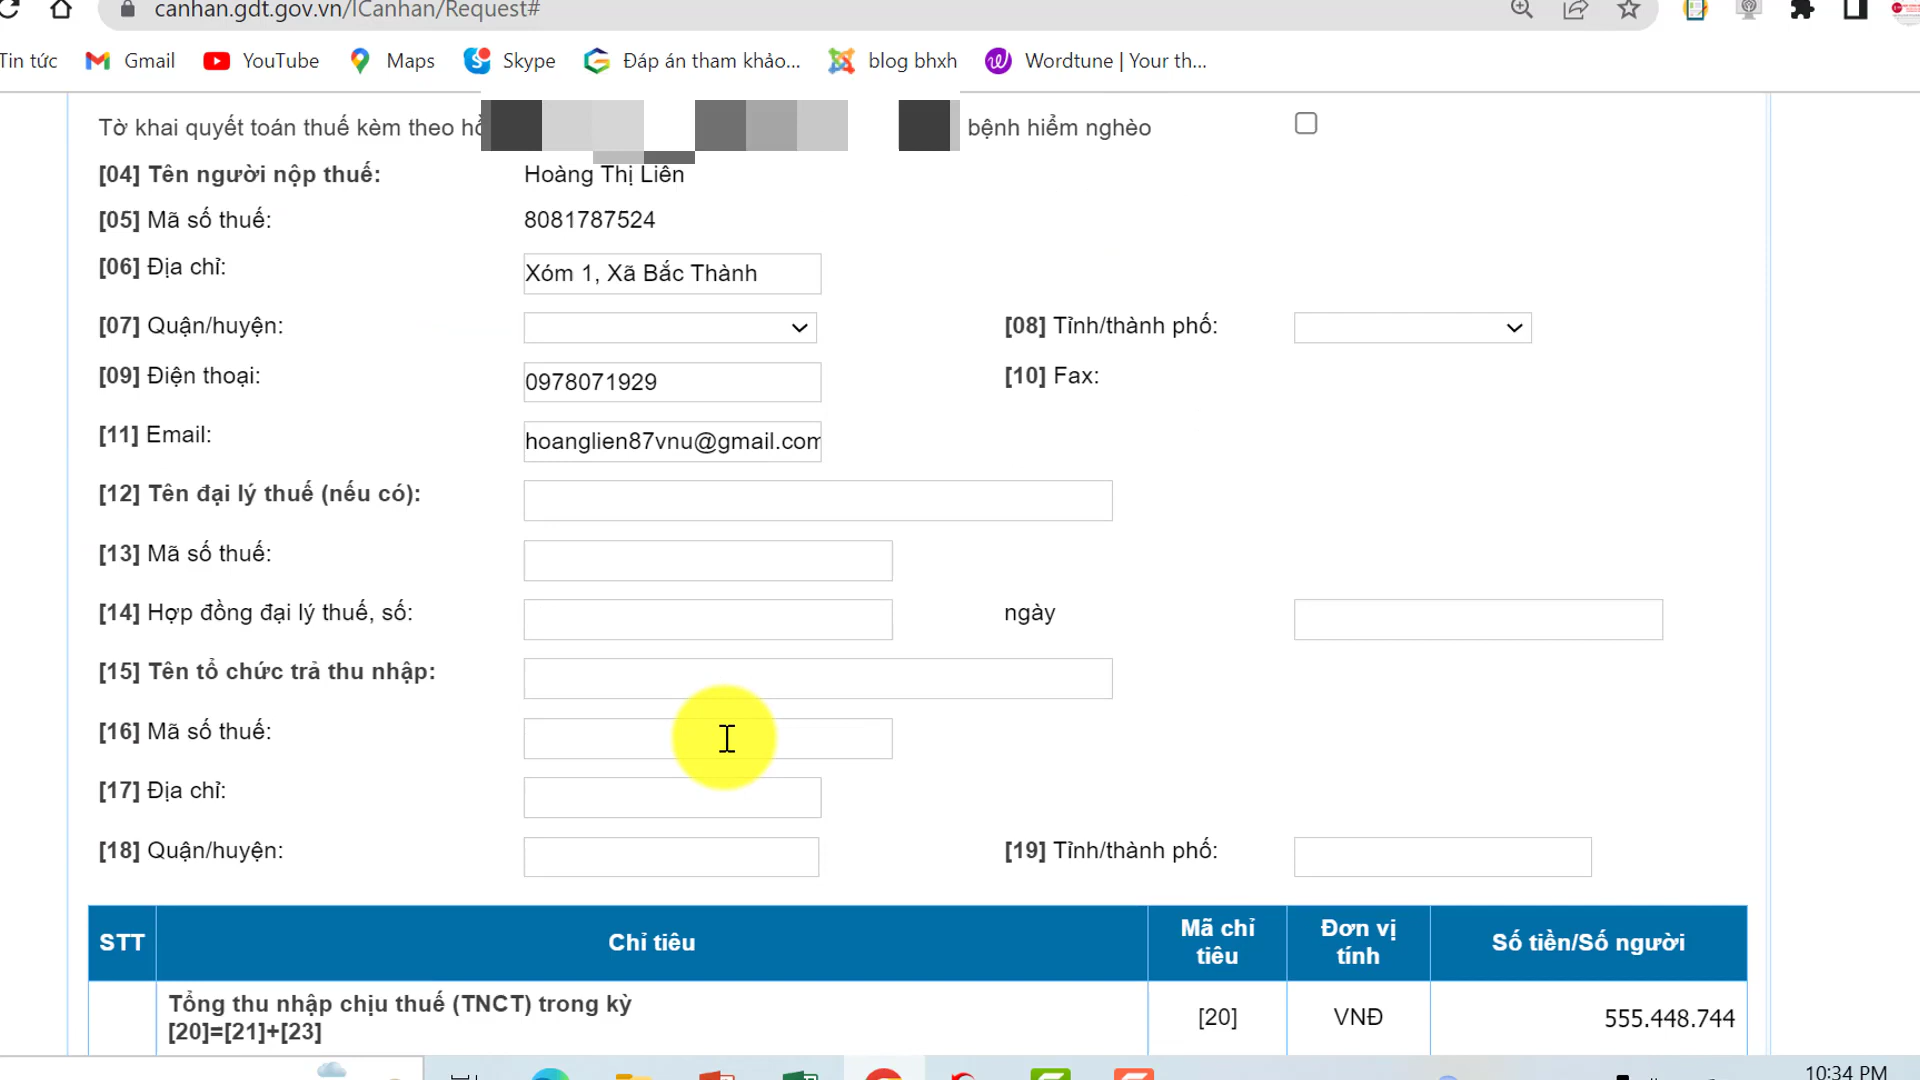 canhan.gdt.gov.vn/ICanhan/Request#
Tin tức Gmail YouTube Maps Skype Đáp án tham khảo... blog bhxh Wordtune | Your th...
Tờ khai quyết toán thuế kèm theo hồ bệnh hiểm nghèo
[04] Tên người nộp thuế: Hoàng Thị Liên
[05] Mã số thuế: 8081787524
[06] Địa chỉ: Xóm 1, Xã Bắc Thành
[07] Quận/huyện: [08] Tỉnh/thành phố:
[09] Điện thoại: 0978071929 [10] Fax:
[11] Email: hoanglien87vnu@gmail.com
[12] Tên đại lý thuế (nếu có):
[13] Mã số thuế:
[14] Hợp đồng đại lý thuế, số: ngày
[15] Tên tổ chức trả thu nhập:
[16] Mã số thuế:
[17] Địa chỉ:
[18] Quận/huyện: [19] Tỉnh/thành phố:
STT Chỉ tiêu Mã chỉ tiêu Đơn vị tính Số tiền/Số người
Tổng thu nhập chịu thuế (TNCT) trong kỳ
[20]=[21]+[23] [20] VNĐ 555.448.744
10:34 PM